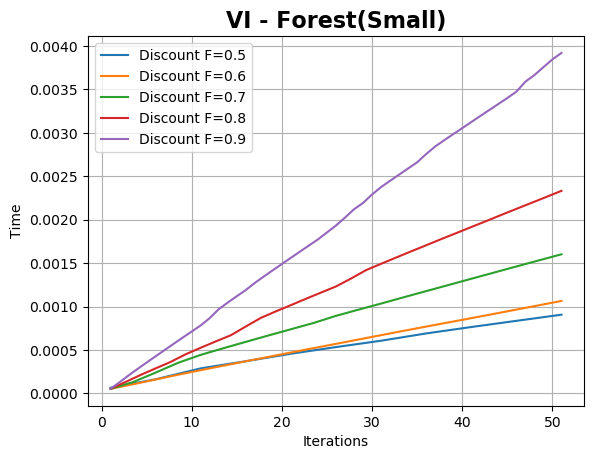 VI - Forest(Small)
0.0040
0.0035
0.0030
0.0025
0.0020
0.0015
0.0010
0.0005
0.0000
Time
Discount F=0.5
Discount F=0.6
Discount F=0.7
Discount F=0.8
Discount F=0.9
0 10 20 30 40 50
Iterations